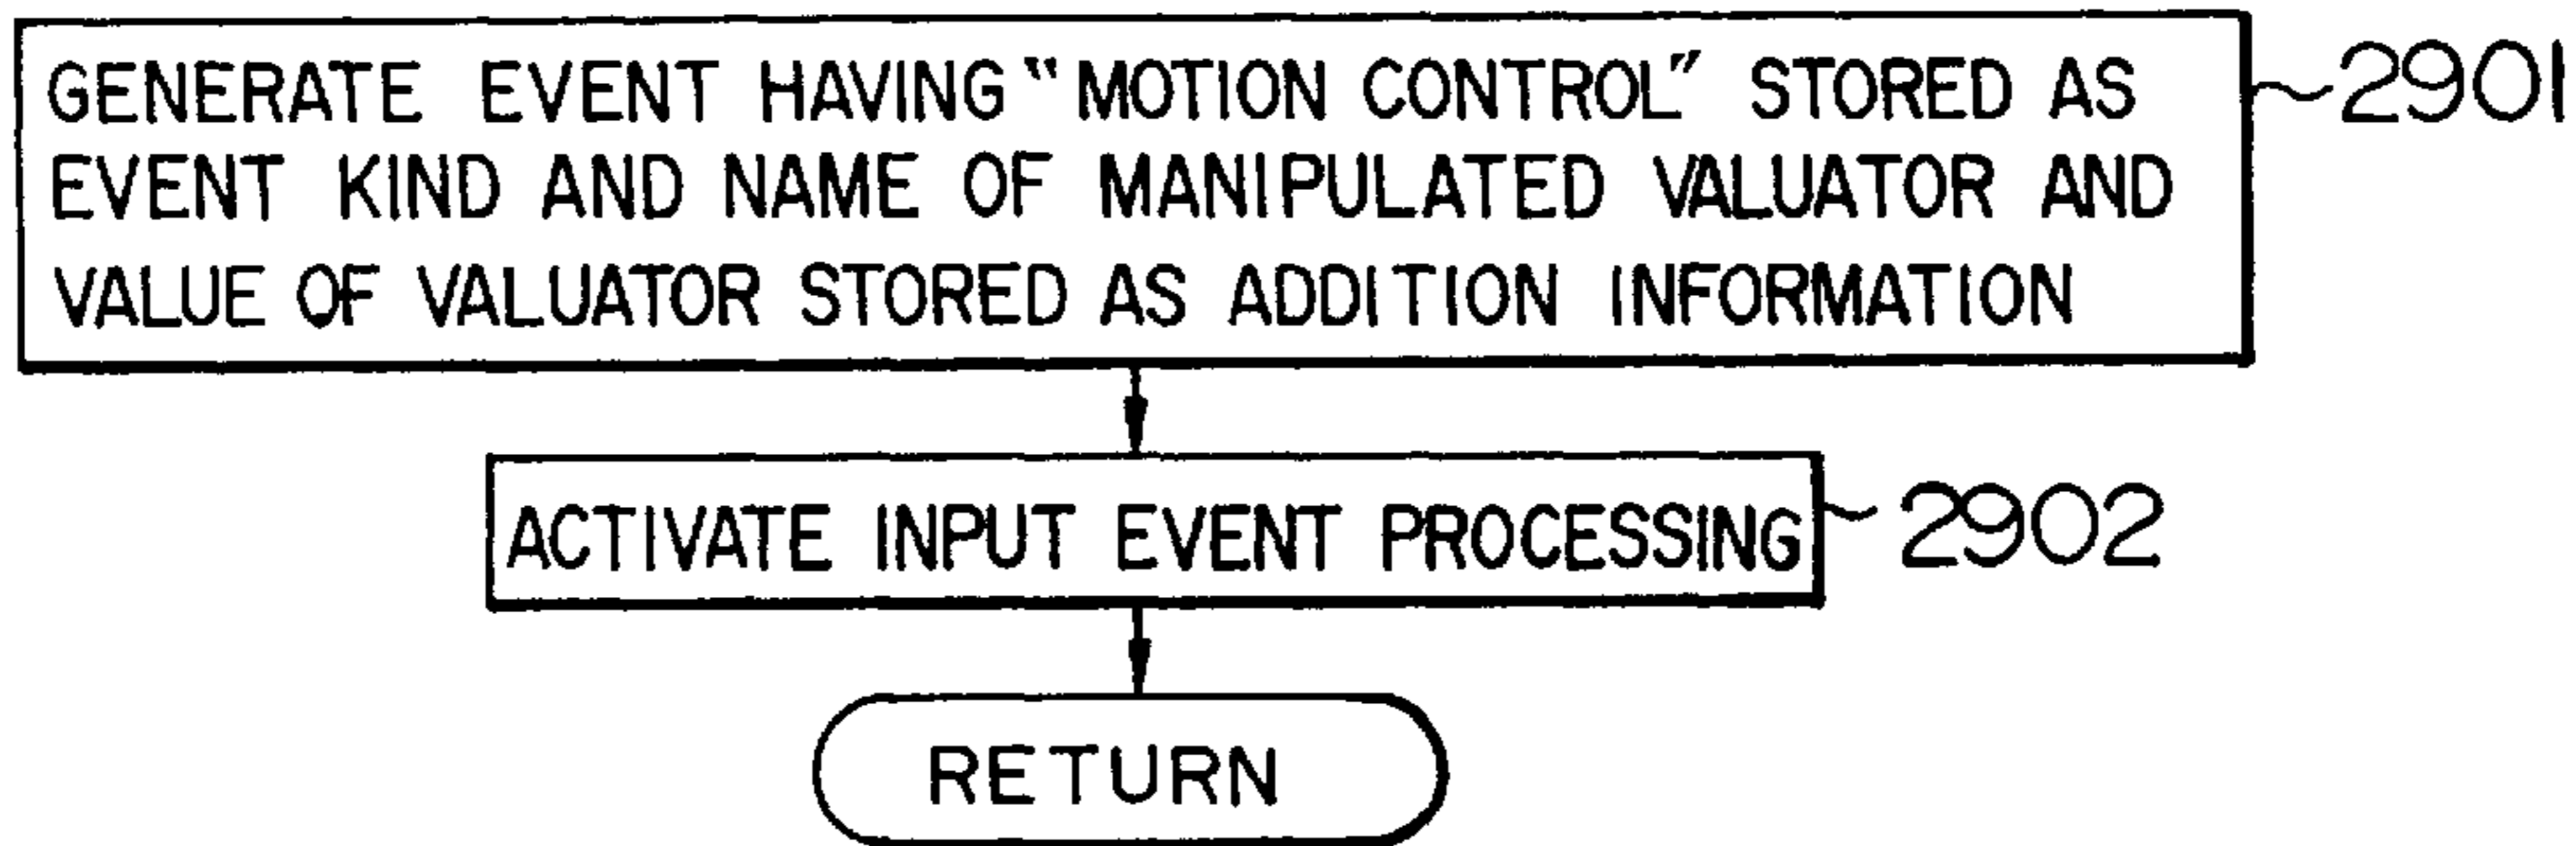 GENERATE EVENT HAVING "MOTION CONTROL" STORED AS
EVENT KIND AND NAME OF MANIPULATED VALUATOR AND
VALUE OF VALUATOR STORED AS ADDITION INFORMATION
2901
ACTIVATE INPUT EVENT PROCESSING
2902
RETURN